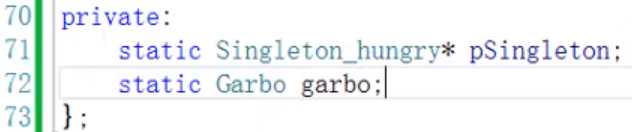 70 private:
71 static Singleton_hungry* pSingleton;
72 static Garbo garbo;
73 };